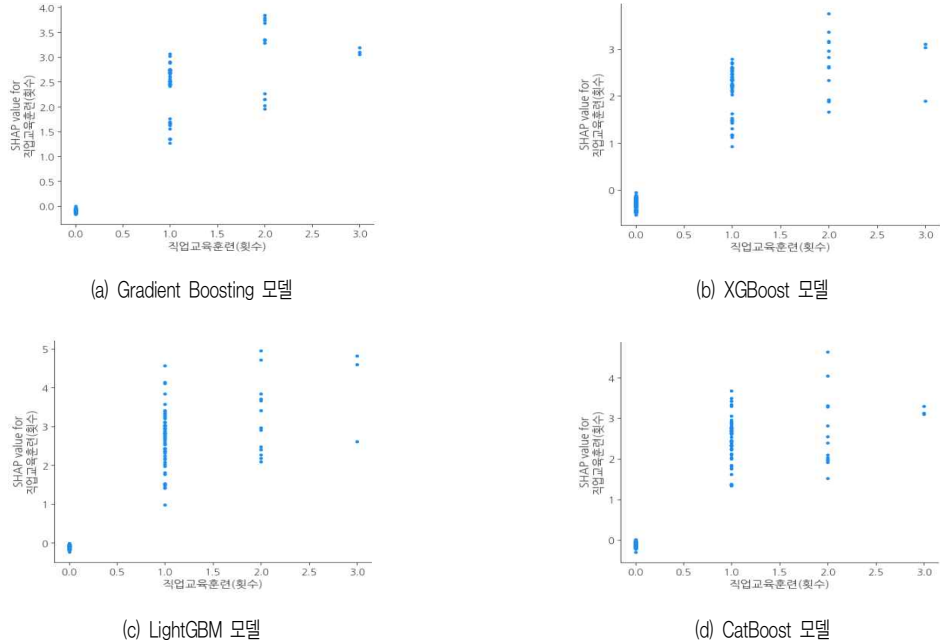 4.0
3.5
3.0
2.5
2.0
1.5
1.0
0.5
0.0
SHAP value for
직업교육훈련(횟수)
0.0 0.5 1.0 1.5 2.0 2.5 3.0
직업교육훈련(횟수)
(a) Gradient Boosting 모델
3
2
1
0
SHAP value for
직업교육훈련(횟수)
0.0 0.5 1.0 1.5 2.0 2.5 3.0
직업교육훈련(횟수)
(b) XGBoost 모델
5
4
3
2
1
0
SHAP value for
직업교육훈련(횟수)
0.0 0.5 1.0 1.5 2.0 2.5 3.0
직업교육훈련(횟수)
(c) LightGBM 모델
4
3
2
1
0
SHAP value for
직업교육훈련(횟수)
0.0 0.5 1.0 1.5 2.0 2.5 3.0
직업교육훈련(횟수)
(d) CatBoost 모델